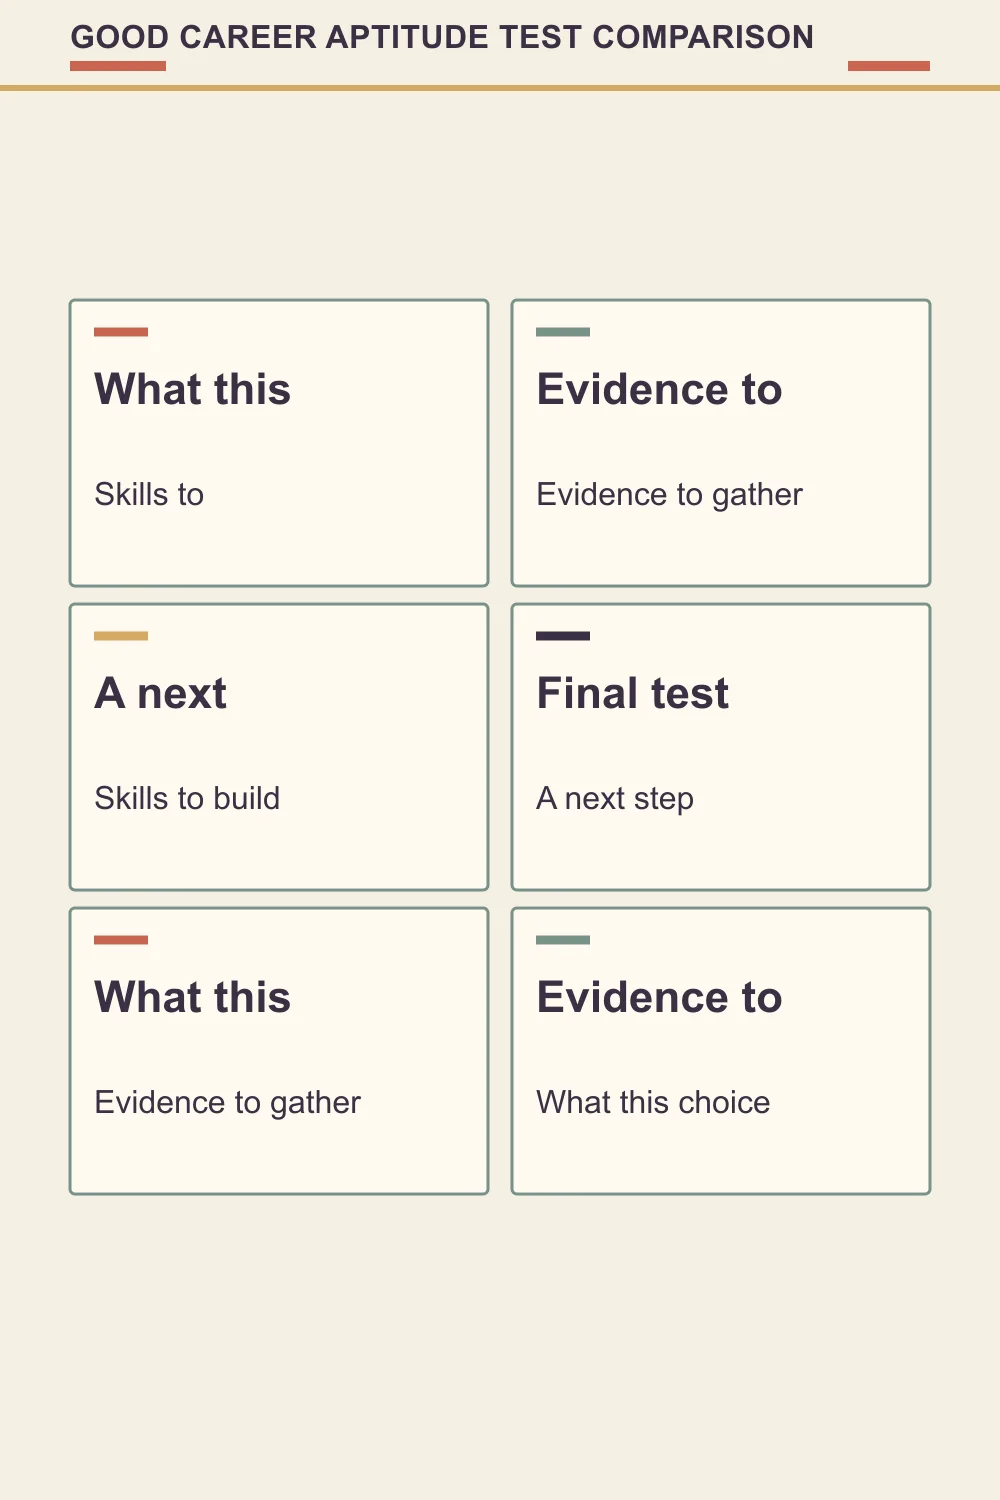 GOOD CAREER APTITUDE TEST COMPARISON
What this
Skills to
Evidence to
Evidence to gather
A next
Skills to build
Final test
A next step
What this
Evidence to gather
Evidence to
What this choice